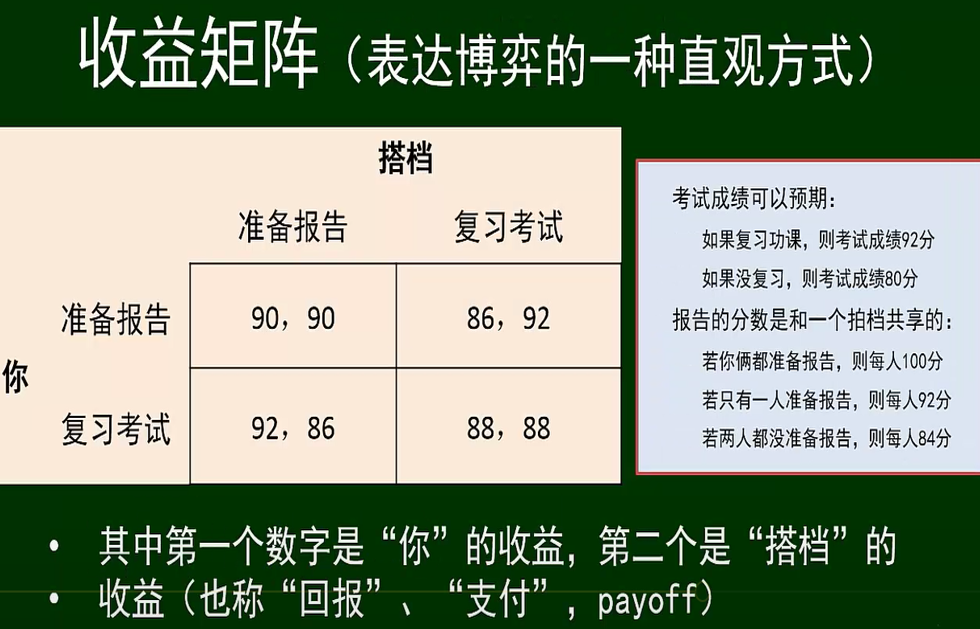 收益矩阵（表达博弈的一种直观方式）
搭档
准备报告 复习考试
准备报告 90，90 86，92
你
复习考试 92，86 88，88
考试成绩可以预期：
如果复习功课，则考试成绩92分
如果没复习，则考试成绩80分
报告的分数是和一个拍档共享的：
若你俩都准备报告，则每人100分
若只有一人准备报告，则每人92分
若两人都没准备报告，则每人84分
• 其中第一个数字是“你”的收益，第二个是“搭档”的
• 收益（也称“回报”、“支付”，payoff）